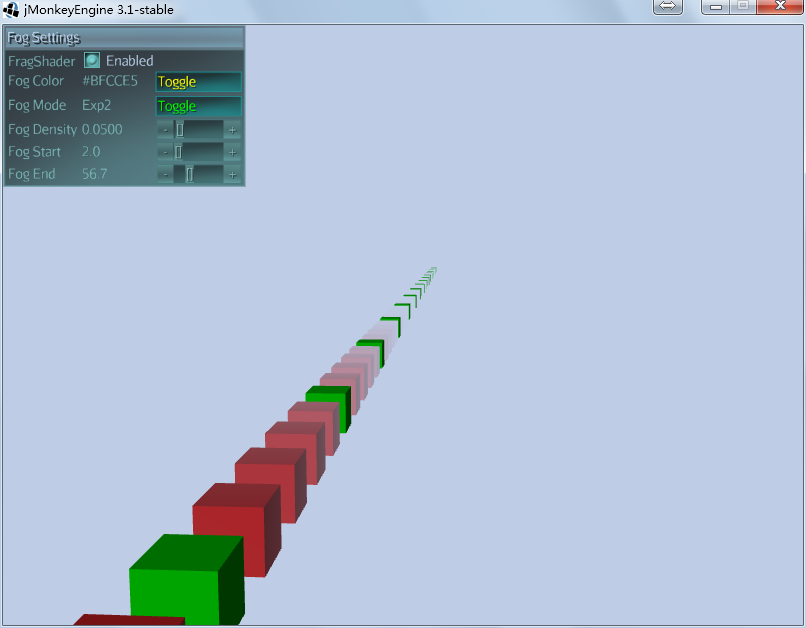 jMonkeyEngine 3.1-stable
Fog Settings
FragShader Enabled
Fog Color #BFCCE5 Toggle
Fog Mode Exp2 Toggle
Fog Density 0.0500 - +
Fog Start 2.0 - +
Fog End 56.7 - +